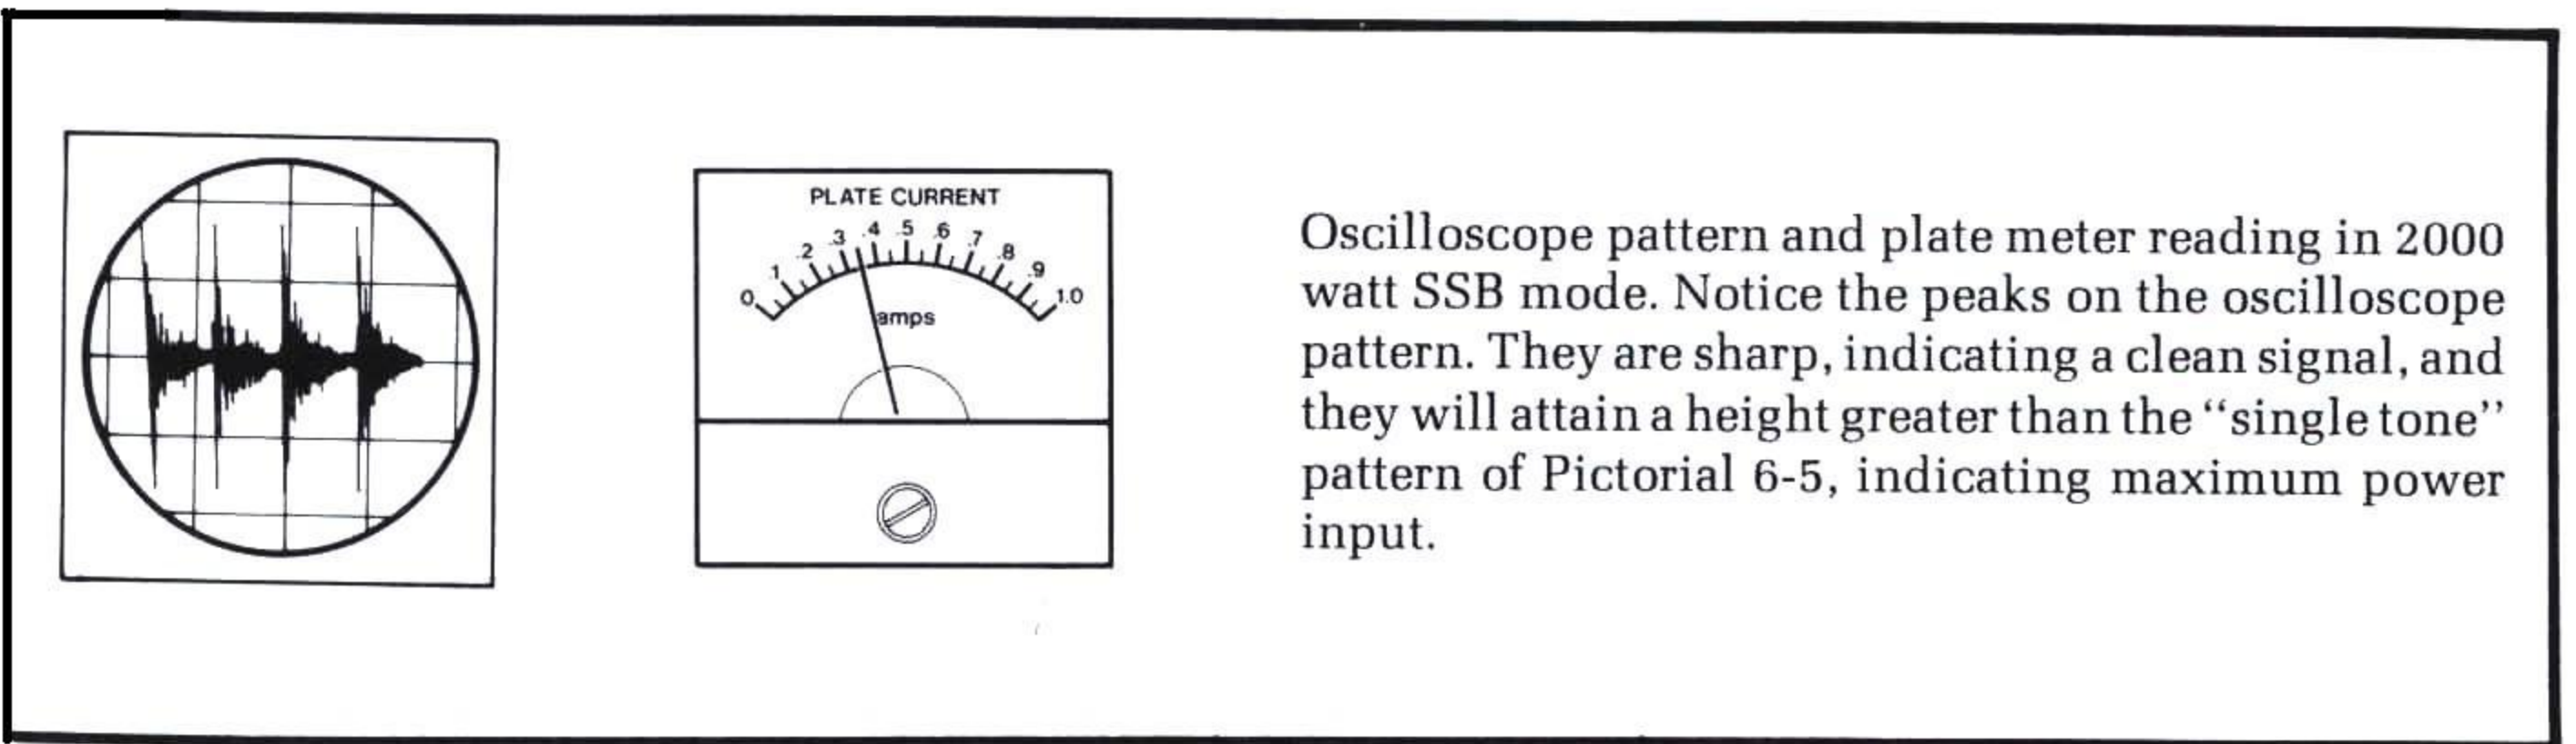 PLATE CURRENT
0 .1 .2 .3 .4 .5 .6 .7 .8 .9 1.0
amps
Oscilloscope pattern and plate meter reading in 2000
watt SSB mode. Notice the peaks on the oscilloscope
pattern. They are sharp, indicating a clean signal, and
they will attain a height greater than the “single tone”
pattern of Pictorial 6-5, indicating maximum power
input.